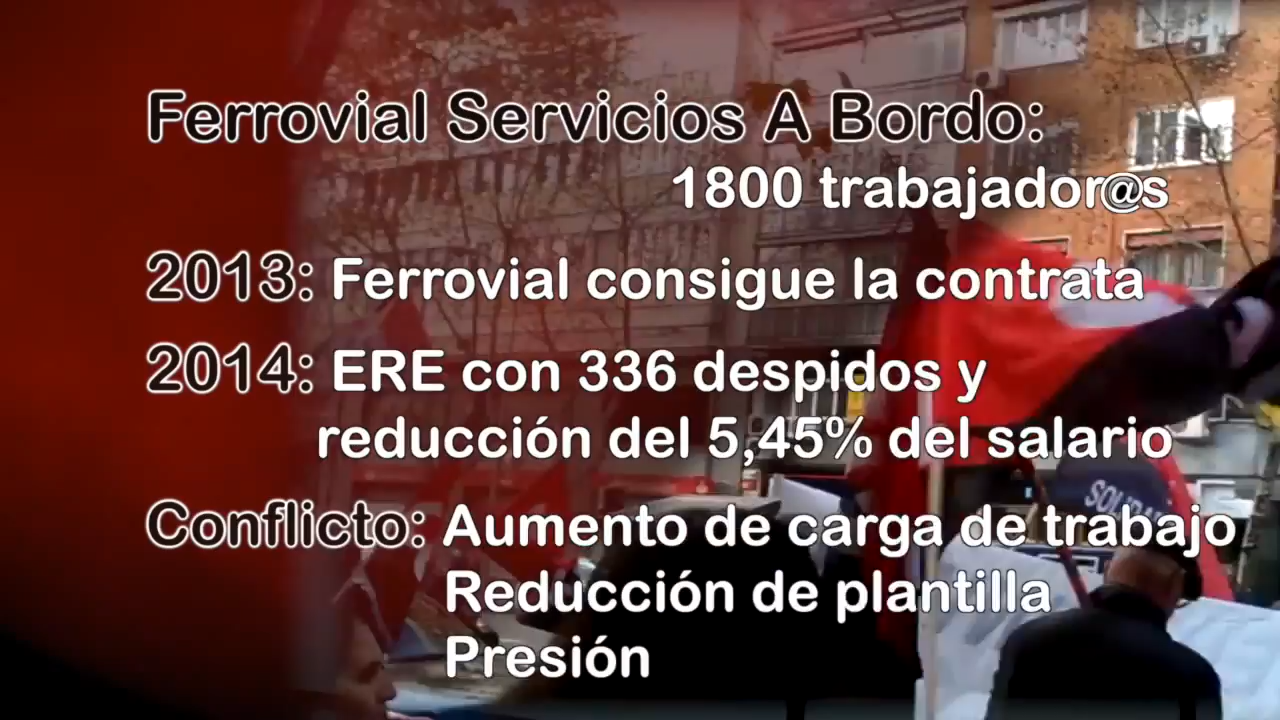 Ferrovial Servicios A Bordo:
1800 trabajador@s
2013: Ferrovial consigue la contrata
2014: ERE con 336 despidos y
reducción del 5,45% del salario
Conflicto: Aumento de carga de trabajo
Reducción de plantilla
Presión